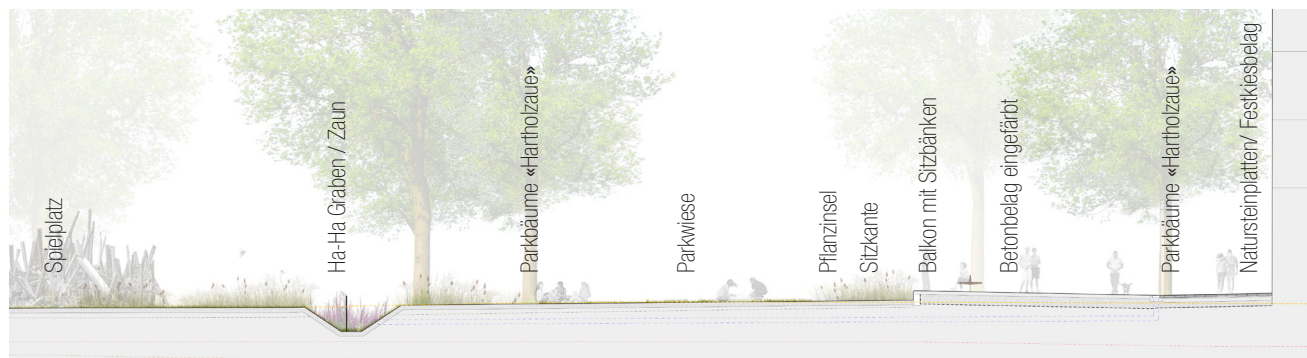 Spielplatz
Ha-Ha Graben / Zaun
Parkbäume «Hartholzaue»
Parkwiese
Pflanzinsel
Sitzkante
Balkon mit Sitzbänken
Betonbelag eingefärbt
Parkbäume «Hartholzaue»
Natursteinplatten/ Festkiesbelag